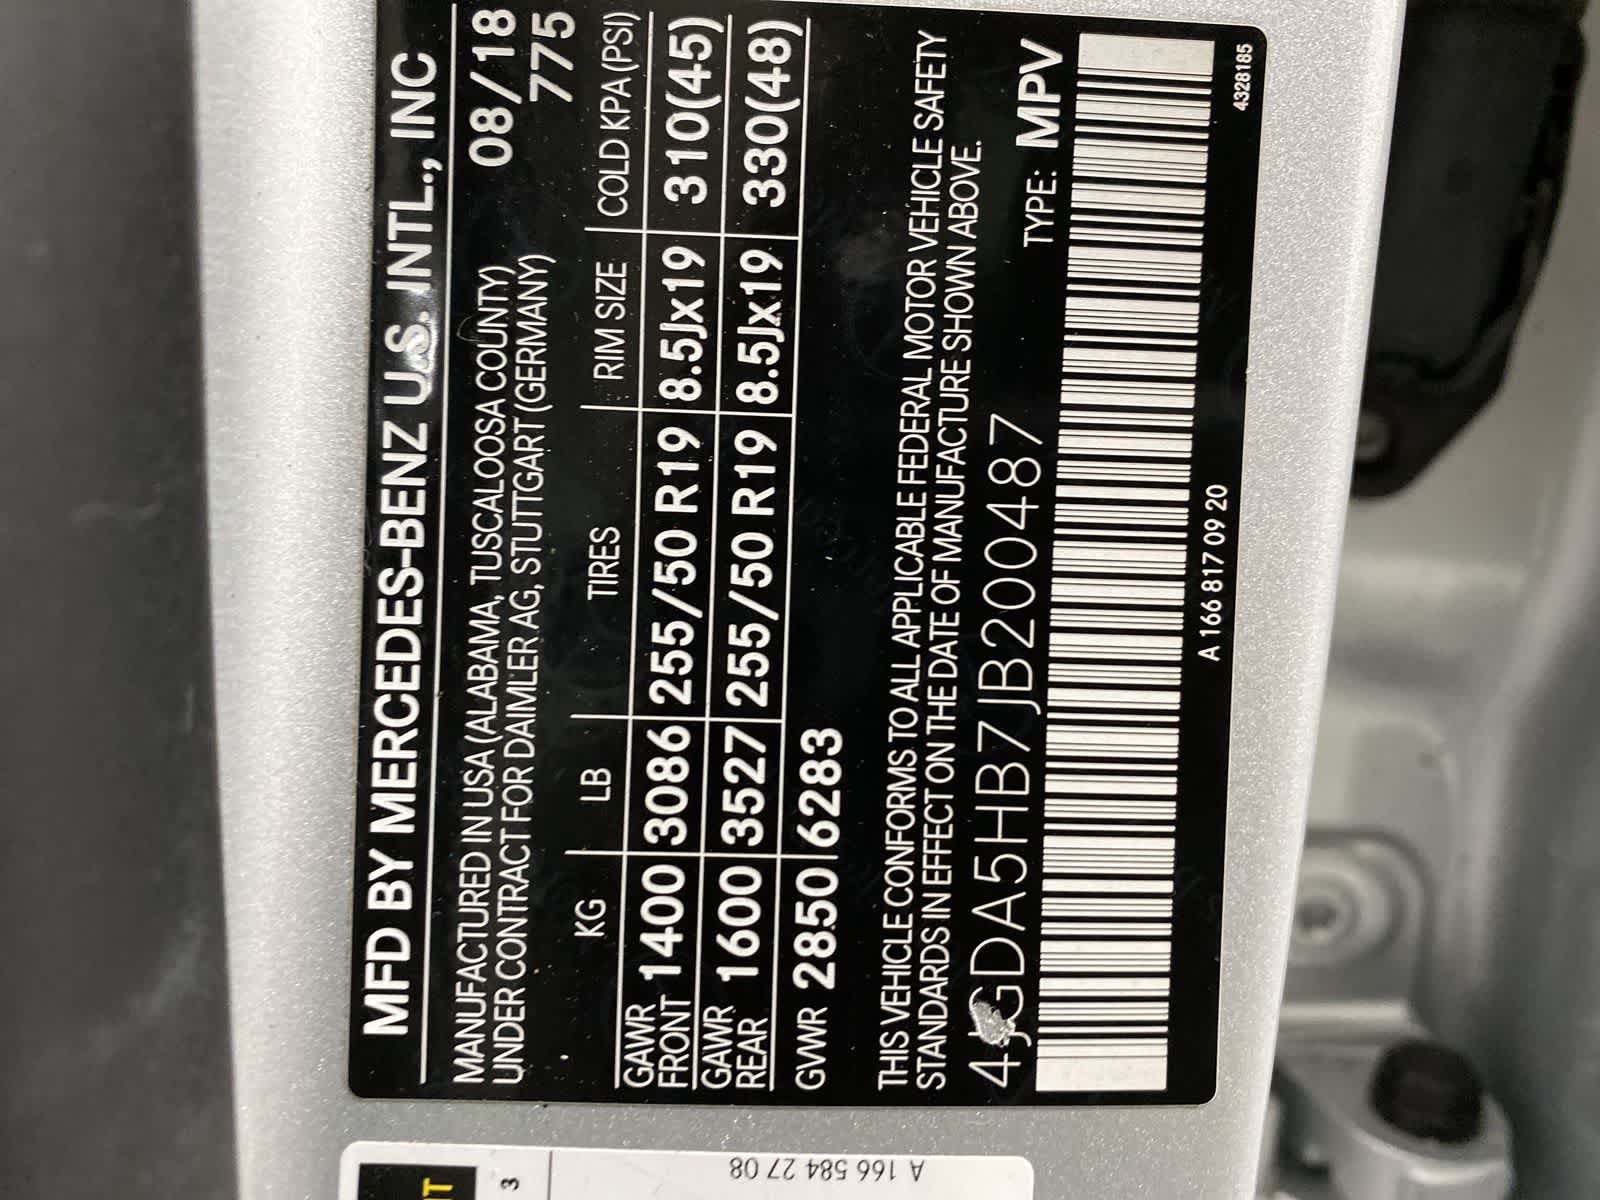 MFD BY MERCEDES-BENZ U.S. INTL., INC
MANUFACTURED IN USA (ALABAMA, TUSCALOOSA COUNTY) 08/18
UNDER CONTRACT FOR DAIMLER AG, STUTTGART (GERMANY) 775
KG LB TIRES RIM SIZE COLD KPA (PSI)
GAWR FRONT 1400 3086 255/50 R19 8.5Jx19 310(45)
GAWR REAR 1600 3527 255/50 R19 8.5Jx19 330(48)
GVWR 2850 6283
THIS VEHICLE CONFORMS TO ALL APPLICABLE FEDERAL MOTOR VEHICLE SAFETY
STANDARDS IN EFFECT ON THE DATE OF MANUFACTURE SHOWN ABOVE.
4JGDA5HB7JB200487 TYPE: MPV
A 166 817 09 20
4328185
3
A 166 584 27 08